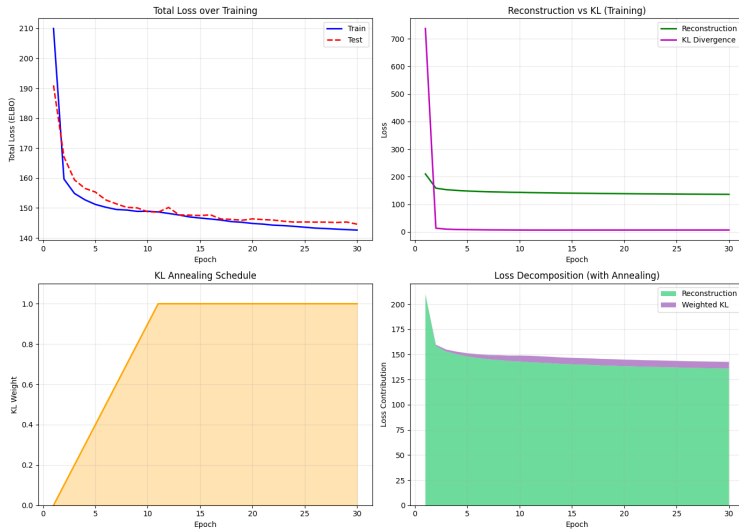 Total Loss over Training
Train
Test
Total Loss (ELBO)
210
200
190
180
170
160
150
140
0 5 10 15 20 25 30
Epoch
Reconstruction vs KL (Training)
Reconstruction
KL Divergence
Loss
700
600
500
400
300
200
100
0
0 5 10 15 20 25 30
Epoch
KL Annealing Schedule
KL Weight
1.0
0.8
0.6
0.4
0.2
0.0
0 5 10 15 20 25 30
Epoch
Loss Decomposition (with Annealing)
Reconstruction
Weighted KL
Loss Contribution
200
175
150
125
100
75
50
25
0
0 5 10 15 20 25 30
Epoch